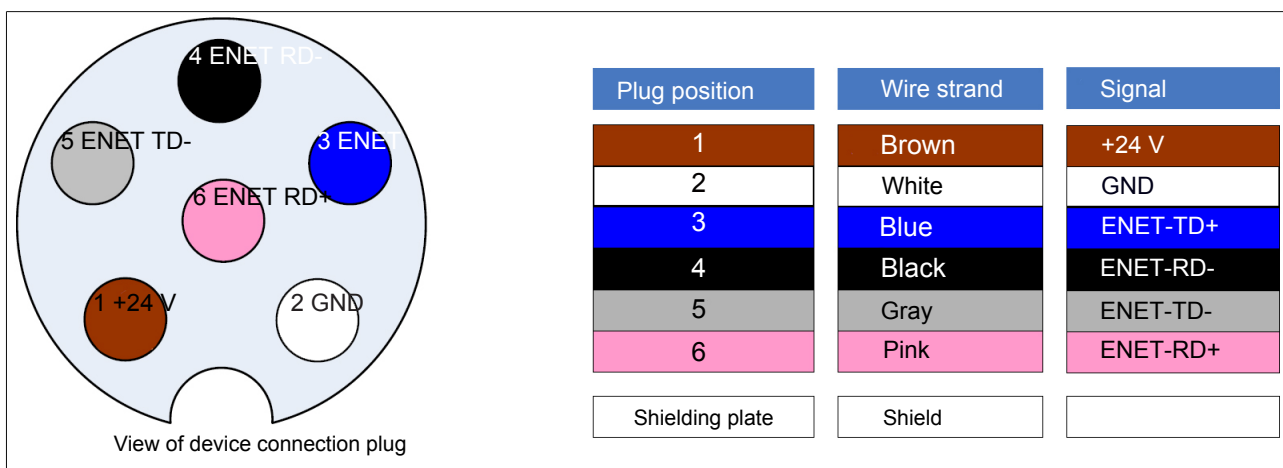 4 ENET RD-
5 ENET TD-
3 ENET
6 ENET RD+
1 +24 V
2 GND
View of device connection plug
Plug position Wire strand Signal
1 Brown +24 V
2 White GND
3 Blue ENET-TD+
4 Black ENET-RD-
5 Gray ENET-TD-
6 Pink ENET-RD+
Shielding plate Shield